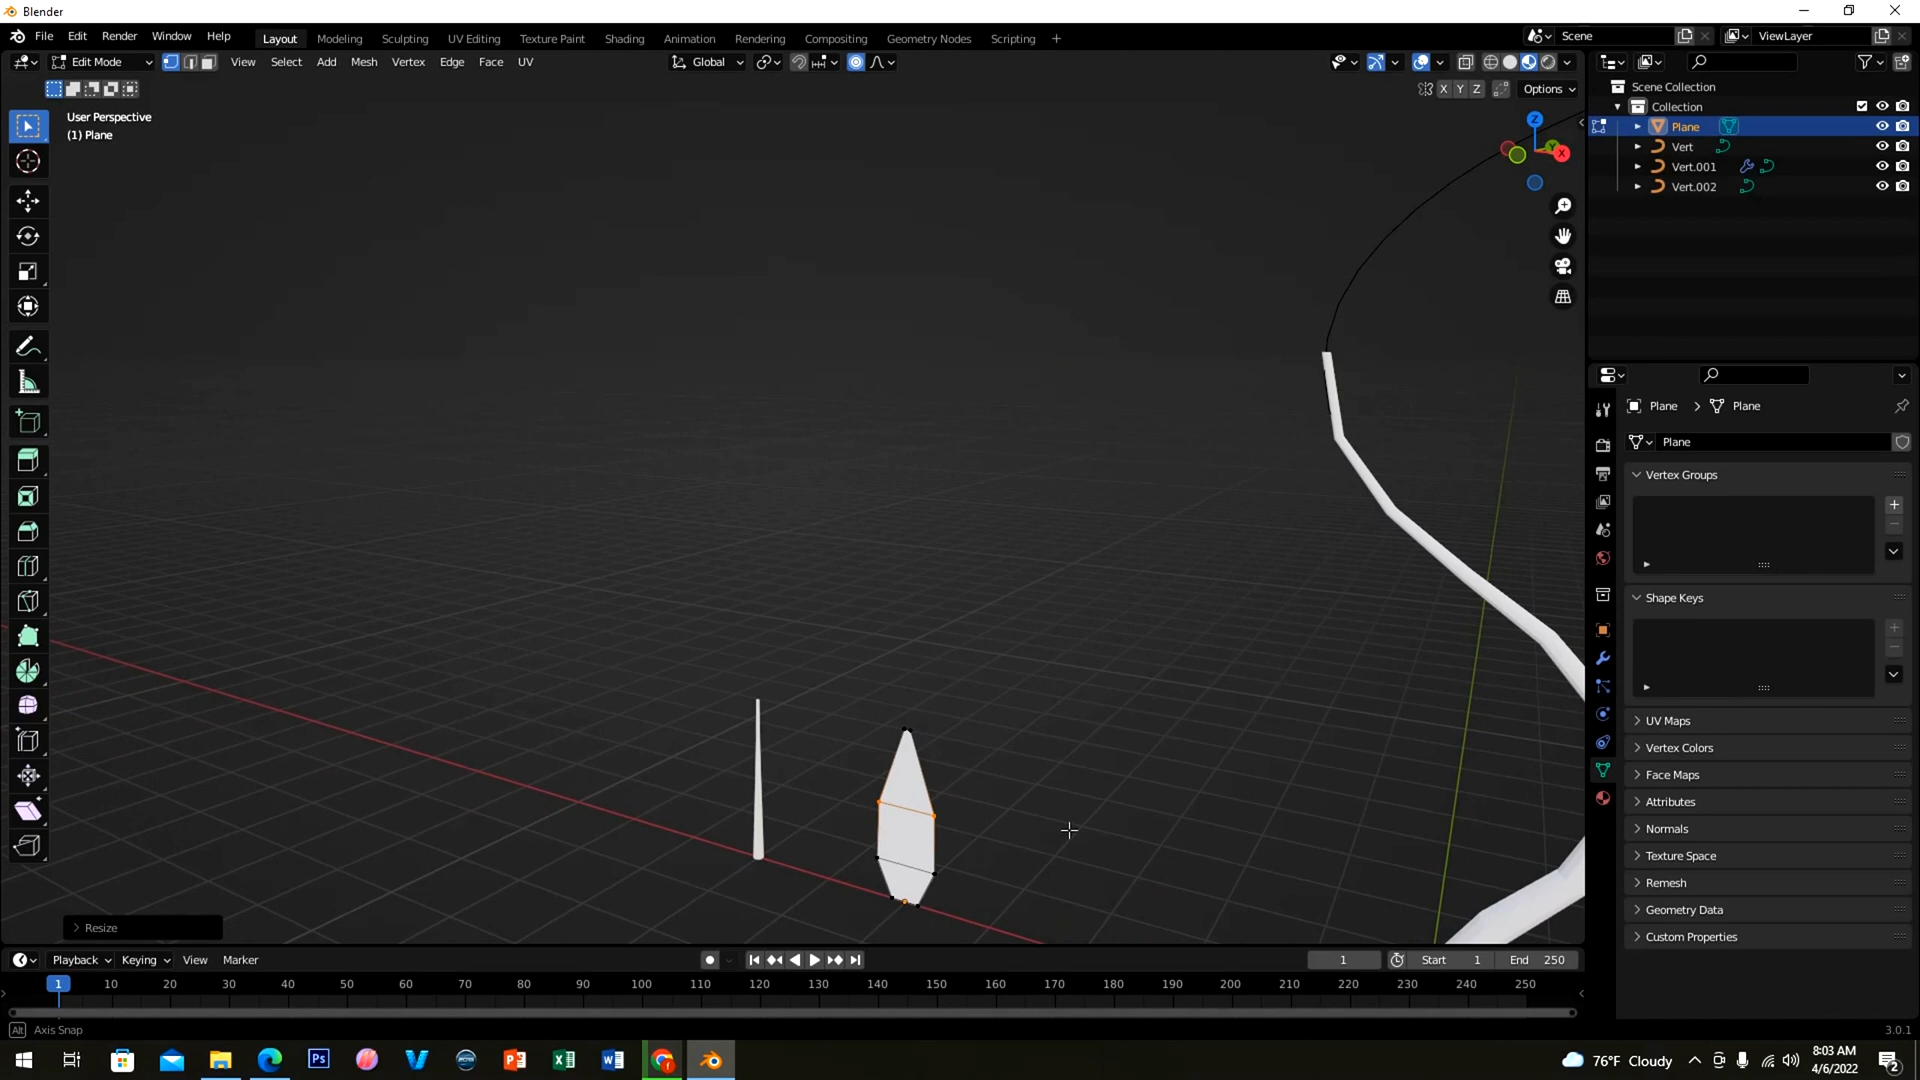 Blender
File Edit Render Window Help Layout Modeling Sculpting UV Editing Texture Paint Shading Animation Rendering Compositing Geometry Nodes Scripting + Scene ViewLayer
Edit Mode View Select Add Mesh Vertex Edge Face UV Global
X Y Z Options
User Perspective
(1) Plane
Z
Y
X
Scene Collection
Collection
Plane
Vert
Vert.001
Vert.002
Plane > Plane
Plane
Vertex Groups
Shape Keys
UV Maps
Vertex Colors
Face Maps
Attributes
Normals
Texture Space
Remesh
Geometry Data
Custom Properties
> Resize
Playback Keying View Marker 1 Start 1 End 250
1 10 20 30 40 50 60 70 80 90 100 110 120 130 140 150 160 170 180 190 200 210 220 230 240 250
Alt Axis Snap 3.0.1
76°F Cloudy
8:03 AM
4/6/2022
2